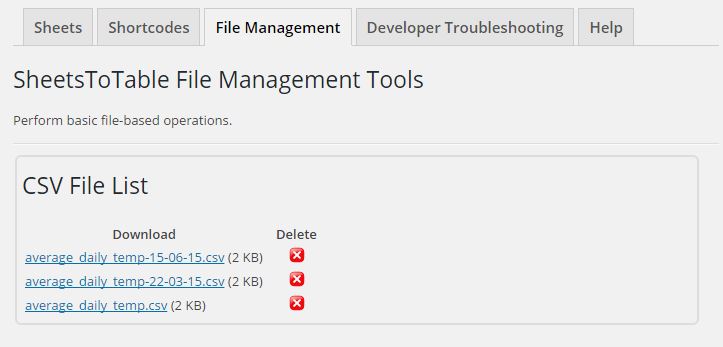 Sheets Shortcodes File Management Developer Troubleshooting Help
SheetsToTable File Management Tools
Perform basic file-based operations.
CSV File List
Download Delete
average_daily_temp-15-06-15.csv (2 KB)
average_daily_temp-22-03-15.csv (2 KB)
average_daily_temp.csv (2 KB)